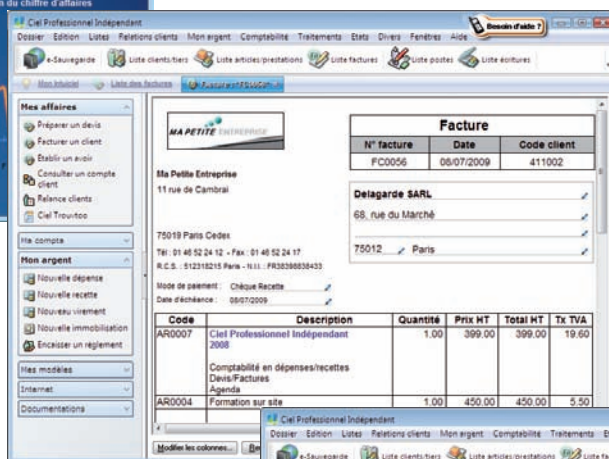 n du chiffre d'affaires
Ciel Professionnel Indépendant
Besoin d'aide ?
Dossier Edition Listes Relations clients Mon argent Comptabilité Traitements Etats Divers Fenêtres Aide
e-Sauvegarde Liste clients/tiers Liste articles/prestations Liste factures Liste postes Liste écritures
Mon Intuiciel Liste des factures Facture n°"FC0056"
Mes affaires
Préparer un devis
Facturer un client
Etablir un avoir
Consulter un compte client
Relance clients
Ciel Trouvtoo
Ma compta
Mon argent
Nouvelle dépense
Nouvelle recette
Nouveau virement
Nouvelle immobilisation
Encaisser un règlement
Mes modèles
Internet
Documentations
MA PETITE ENTREPRISE
Ma Petite Entreprise
11 rue de Cambrai
75019 Paris Cedex
Tél : 01 46 52 24 12 - Fax : 01 46 52 24 17
R.C.S. : 512318215 Paris - N.I.I. : FR38398838433
Mode de paiement : Chèque Recette
Date d'échéance : 08/07/2009
Facture
N° facture Date Code client
FC0056 08/07/2009 411002
Delagarde SARL
68, rue du Marché
75012 Paris
Code Description Quantité Prix HT Total HT Tx TVA
AR0007 Ciel Professionnel Indépendant 1.00 399.00 399.00 19.60
2008
Comptabilité en dépenses/recettes
Devis/Factures
Agenda
AR0004 Formation sur site 1.00 450.00 450.00 5.50
Modifier les colonnes...
Ciel Professionnel Indépendant
Dossier Edition Listes Relations clients Mon argent Comptabilité Traitements
e-Sauvegarde Liste clients/tiers Liste articles/prestations Liste fa